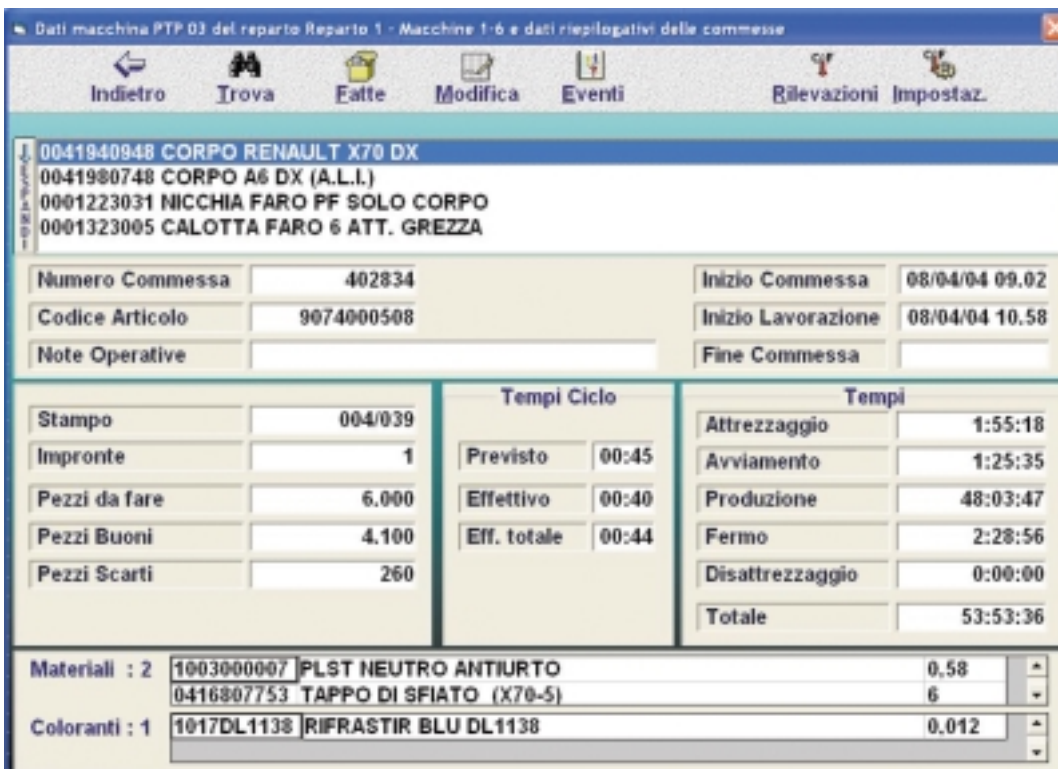 Dati macchina PTP 03 del reparto Reparto 1 - Macchine 1-6 e dati riepilogativi delle commesse
Indietro Trova Fatte Modifica Eventi Rilevazioni Impostaz.
0041940948 CORPO RENAULT X70 DX
0041980748 CORPO A6 DX (A.L.I.)
0001223031 NICCHIA FARO PF SOLO CORPO
0001323005 CALOTTA FARO 6 ATT. GREZZA
Numero Commessa 402834 Inizio Commessa 08/04/04 09.02
Codice Articolo 9074000508 Inizio Lavorazione 08/04/04 10.58
Note Operative Fine Commessa
Tempi Ciclo Tempi
Stampo 004/039 Attrezzaggio 1:55:18
Impronte 1 Previsto 00:45 Avviamento 1:25:35
Pezzi da fare 6.000 Effettivo 00:40 Produzione 48:03:47
Pezzi Buoni 4.100 Eff. totale 00:44 Fermo 2:28:56
Pezzi Scarti 260 Disattrezzaggio 0:00:00
Totale 53:53:36
Materiali : 2 1003000007 PLST NEUTRO ANTIURTO 0,58
0416807753 TAPPO DI SFIATO (X70-5) 6
Coloranti : 1 1017DL1138 RIFRASTIR BLU DL1138 0,012